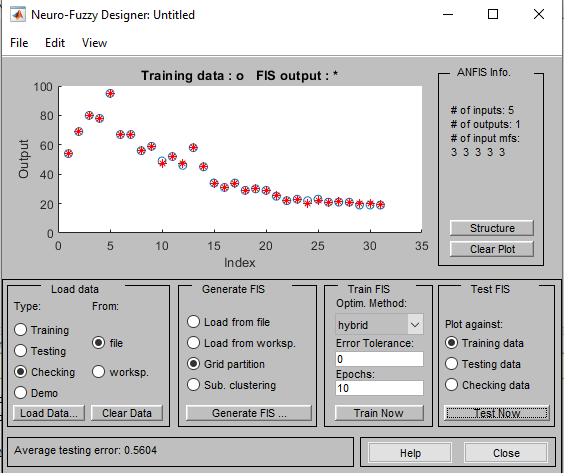 Neuro-Fuzzy Designer: Untitled
File Edit View
Training data : o FIS output : *
100
80
60
40
20
0
Output
0 5 10 15 20 25 30 35
Index
ANFIS Info.
# of inputs: 5
# of outputs: 1
# of input mfs:
3 3 3 3 3
Structure
Clear Plot
Load data
Type: From:
Training
Testing
Checking
Demo
file
worksp.
Load Data... Clear Data
Generate FIS
Load from file
Load from worksp.
Grid partition
Sub. clustering
Generate FIS ...
Train FIS
Optim. Method:
hybrid
Error Tolerance:
0
Epochs:
10
Train Now
Test FIS
Plot against:
Training data
Testing data
Checking data
Test Now
Average testing error: 0.5604
Help Close